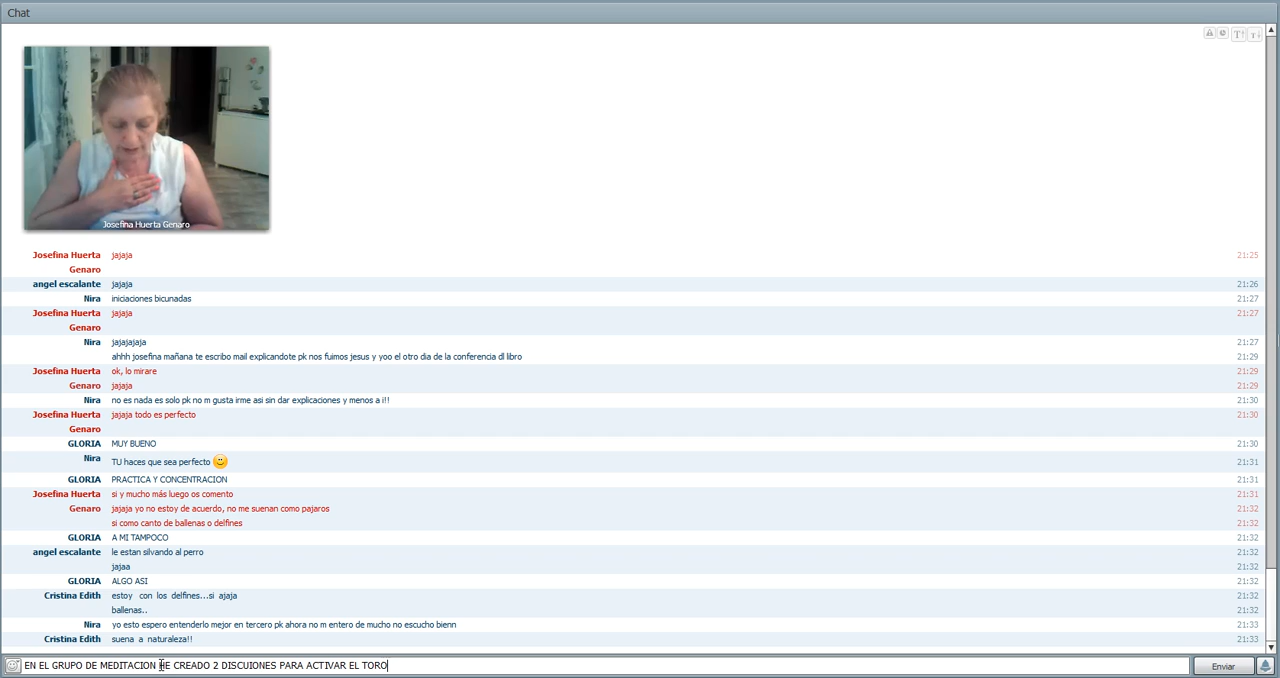 Chat
Josefina Huerta Genaro
Josefina Huerta jajaja 21:25
Genaro
angel escalante jajaja 21:26
Nira iniciaciones bicunadas 21:27
Josefina Huerta jajaja 21:27
Genaro
Nira jajajajaja 21:27
ahhh josefina mañana te escribo mail explicandote pk nos fuimos jesus y yoo el otro dia de la conferencia dl libro 21:29
Josefina Huerta ok, lo mirare 21:29
Genaro jajaja 21:29
Nira no es nada es solo pk no m gusta irme asi sin dar explicaciones y menos a i!! 21:30
Josefina Huerta jajaja todo es perfecto 21:30
Genaro
GLORIA MUY BUENO 21:30
Nira TU haces que sea perfecto 21:31
GLORIA PRACTICA Y CONCENTRACION 21:31
Josefina Huerta si y mucho más luego os comento 21:31
Genaro jajaja yo no estoy de acuerdo, no me suenan como pajaros 21:32
si como canto de ballenas o delfines 21:32
GLORIA A MI TAMPOCO 21:32
angel escalante le estan silvando al perro 21:32
jajaa 21:32
GLORIA ALGO ASI 21:32
Cristina Edith estoy con los delfines...si ajaja 21:32
ballenas.. 21:32
Nira yo esto espero entenderlo mejor en tercero pk ahora no m entero de mucho no escucho bienn 21:33
Cristina Edith suena a naturaleza!! 21:33
EN EL GRUPO DE MEDITACION HE CREADO 2 DISCUIONES PARA ACTIVAR EL TORO Enviar